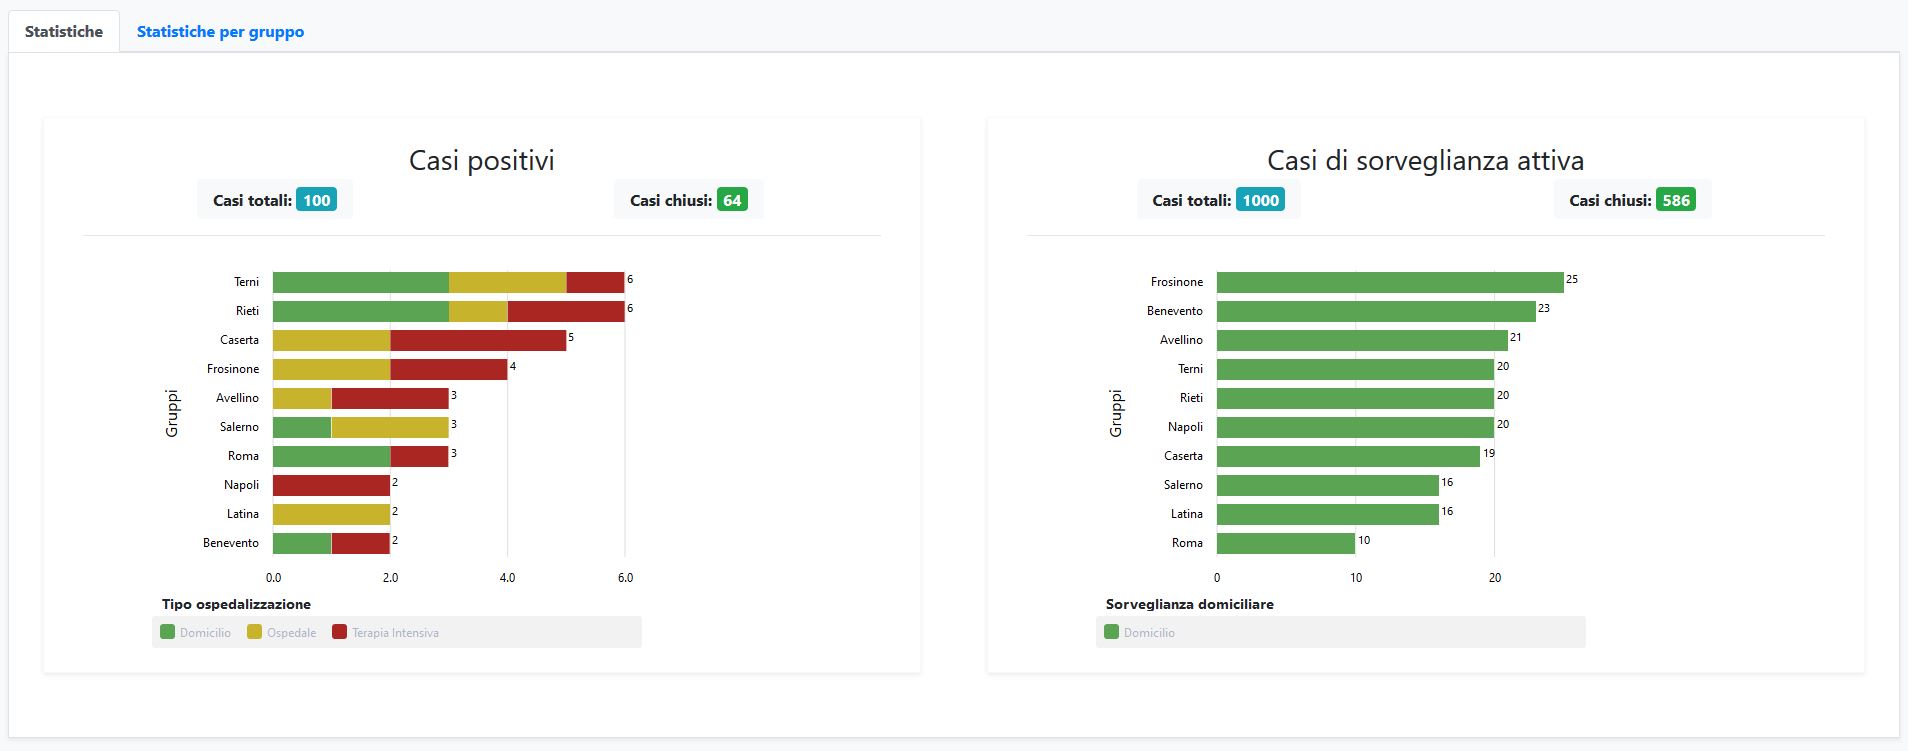 Statistiche
Statistiche per gruppo
Casi positivi
Casi totali: 100
Casi chiusi: 64
Gruppi
Terni 6
Rieti 6
Caserta 5
Frosinone 4
Avellino 3
Salerno 3
Roma 3
Napoli 2
Latina 2
Benevento 2
0.0 2.0 4.0 6.0
Tipo ospedalizzazione
Domicilio Ospedale Terapia Intensiva
Casi di sorveglianza attiva
Casi totali: 1000
Casi chiusi: 586
Gruppi
Frosinone 25
Benevento 23
Avellino 21
Terni 20
Rieti 20
Napoli 20
Caserta 19
Salerno 16
Latina 16
Roma 10
0 10 20
Sorveglianza domiciliare
Domicilio